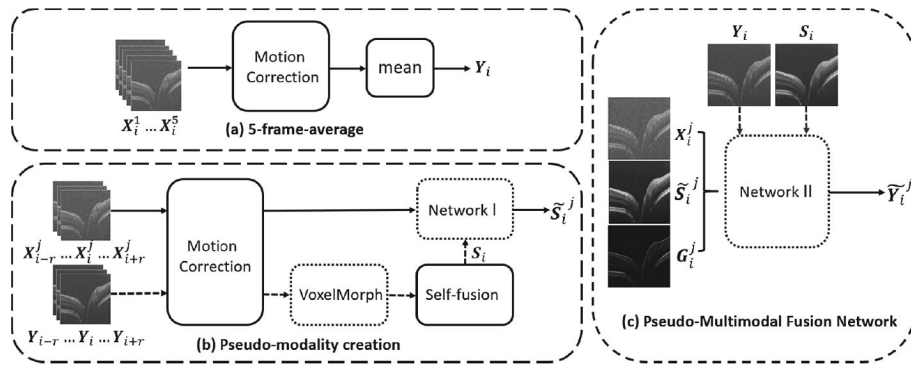 Motion
Correction
mean
Y_i
X_i^1 ... X_i^5
(a) 5-frame-average
X_{i-r}^j ... X_i^j ... X_{i+r}^j
Y_{i-r} ... Y_i ... Y_{i+r}
Motion
Correction
VoxelMorph
Self-fusion
S_i
Network I
S̃_i^j
(b) Pseudo-modality creation
Y_i
S_i
X_i^j
S̃_i^j
G_i^j
Network II
Ỹ_i^j
(c) Pseudo-Multimodal Fusion Network